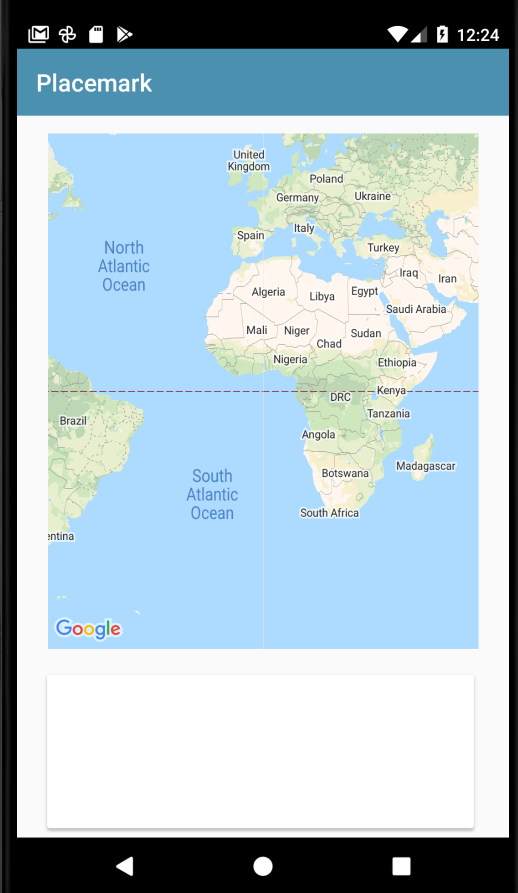 12:24
Placemark
United
Kingdom
Poland
Germany
Ukraine
Spain
Italy
Turkey
North
Atlantic
Ocean
Iraq
Iran
Algeria
Libya
Egypt
Saudi Arabia
Mali
Niger
Chad
Sudan
Nigeria
Ethiopia
DRC
Kenya
Brazil
Tanzania
Angola
Botswana
Madagascar
South
Atlantic
Ocean
South Africa
entina
Google